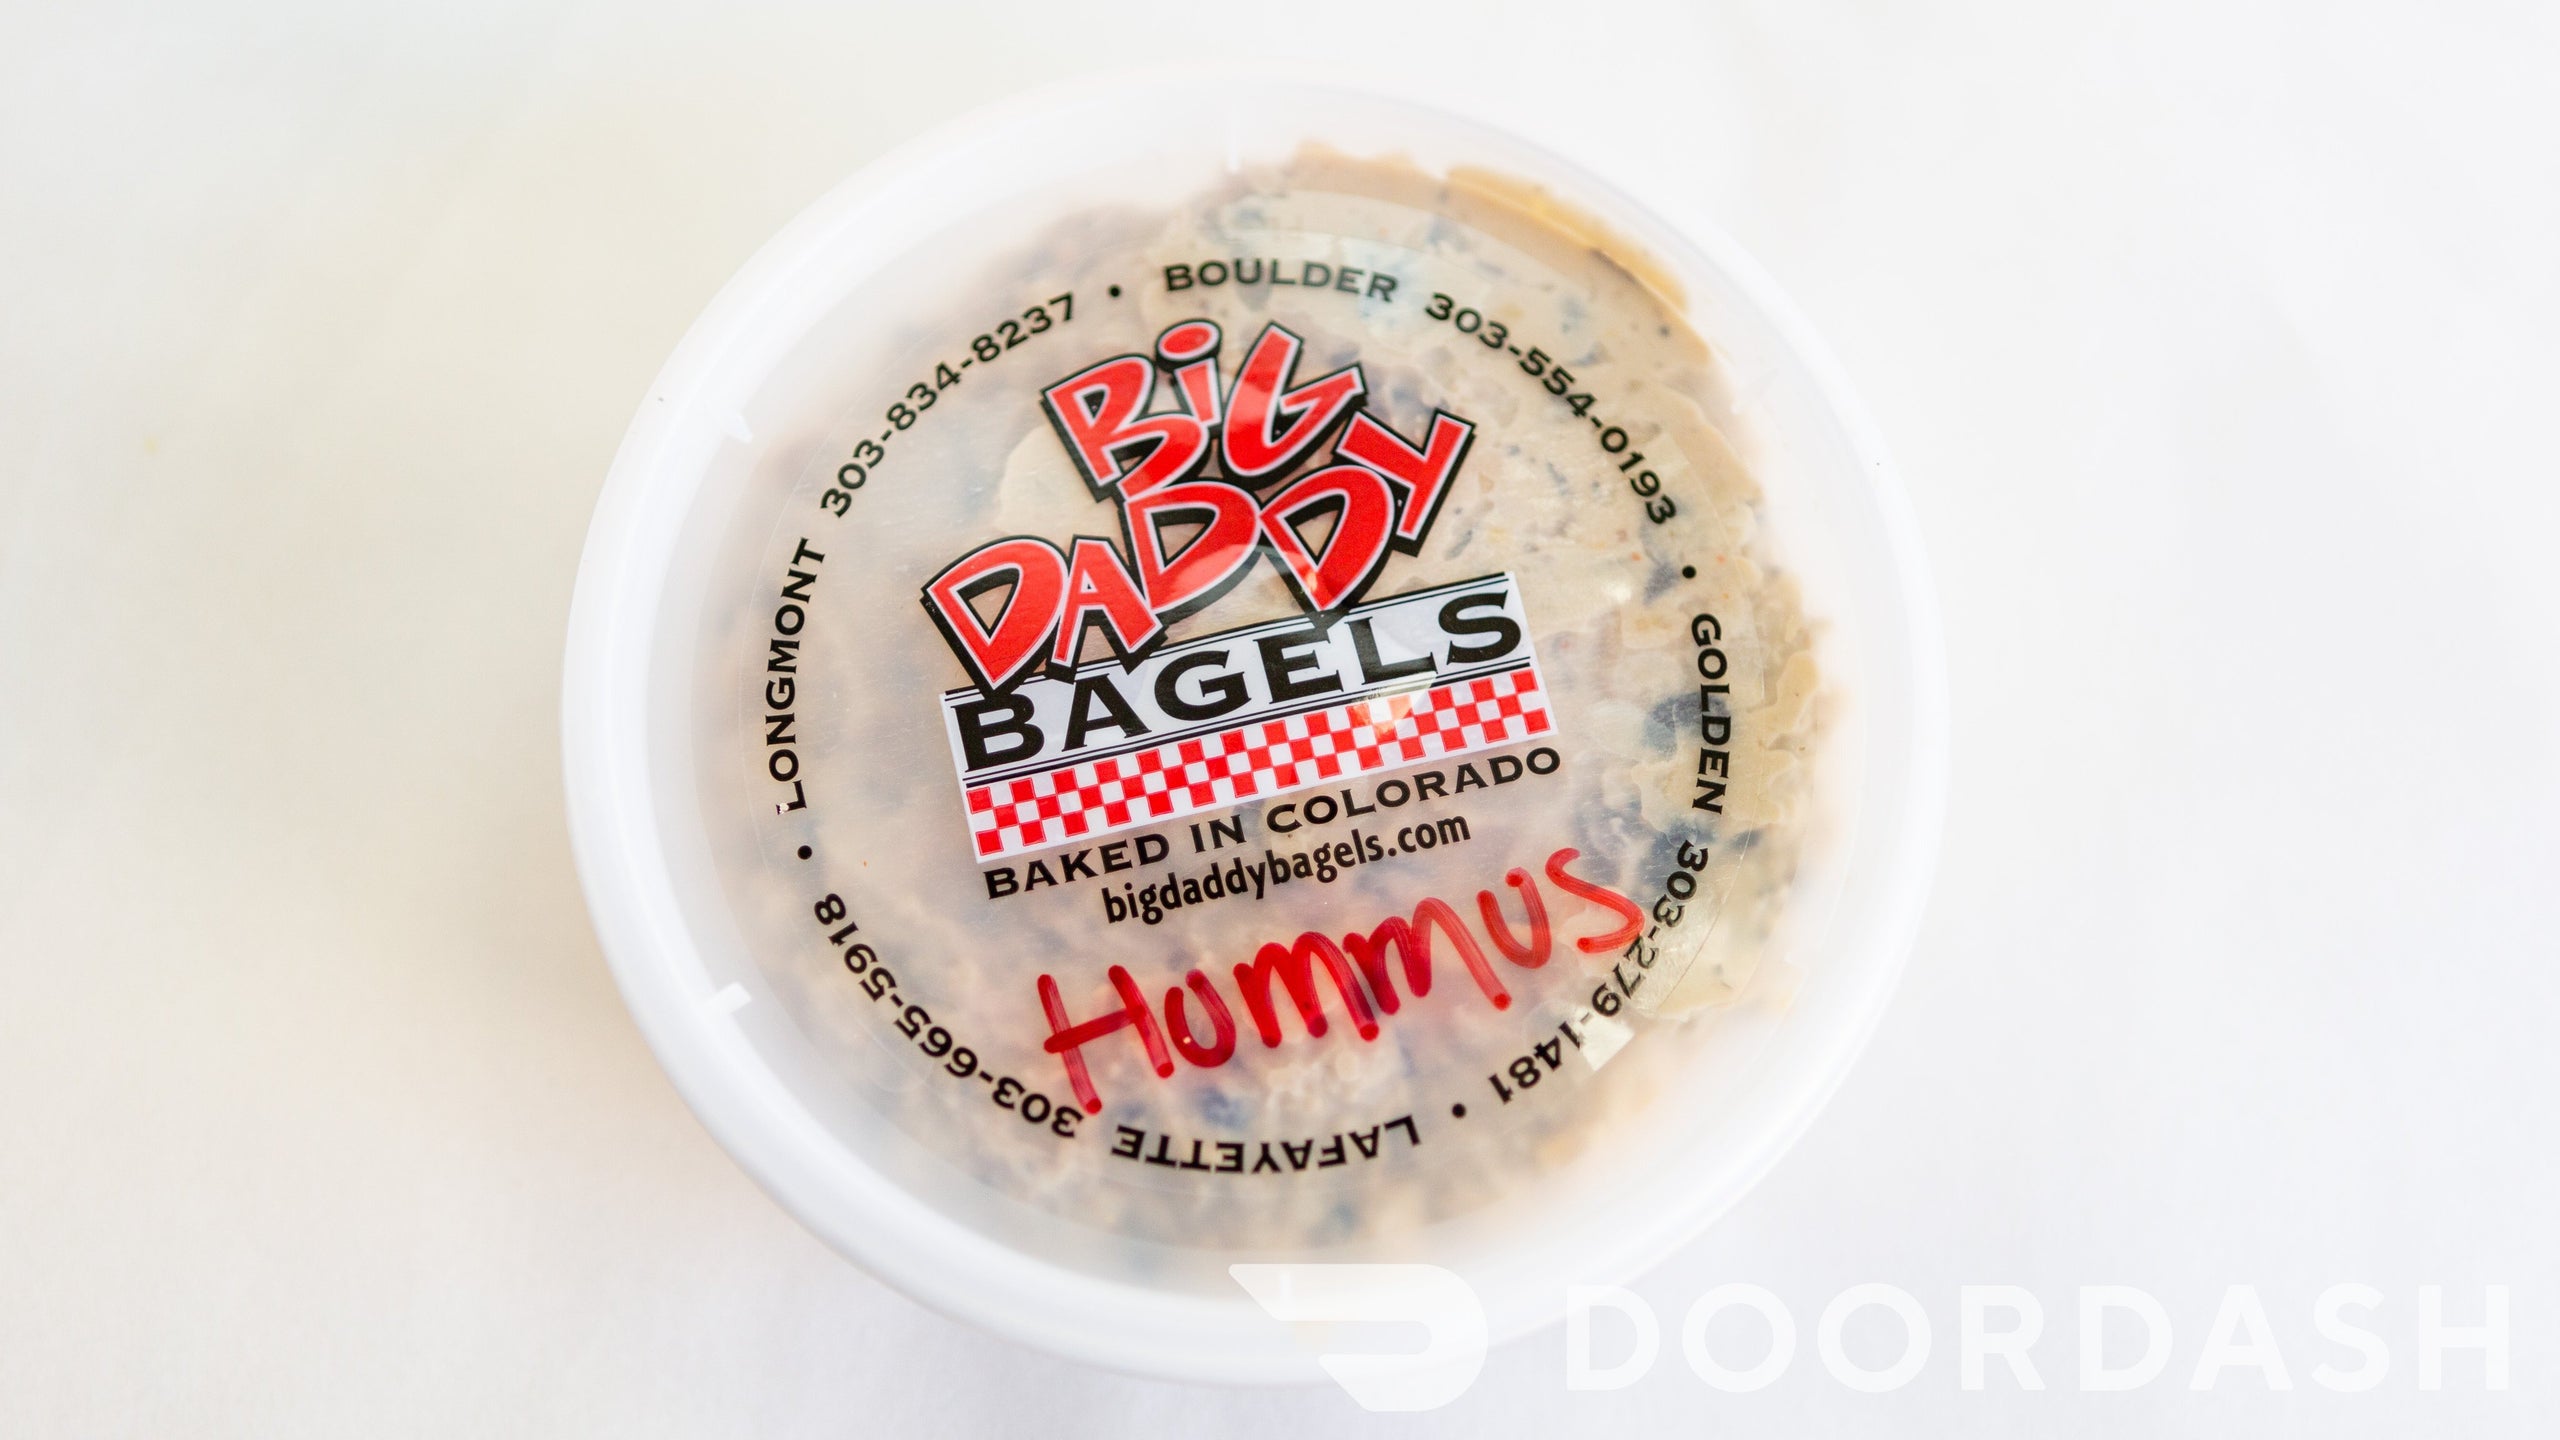 BIG
DADDY
BAGELS
BAKED IN COLORADO
bigdaddybagels.com
HUMMUS
• BOULDER 303-554-0193 • GOLDEN 303-279-1481 • LAFAYETTE 303-665-5918 • LONGMONT 303-834-8237
DOORDASH